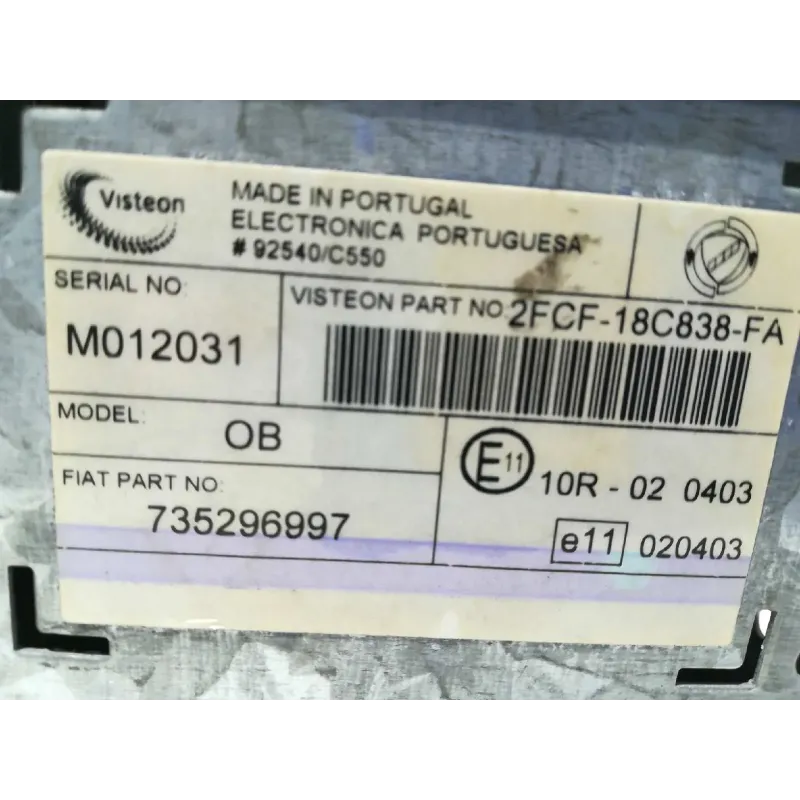 Visteon
MADE IN PORTUGAL
ELECTRONICA PORTUGUESA
# 92540/C550
SERIAL NO:
M012031
VISTEON PART NO: 2FCF-18C838-FA
MODEL:
OB
FIAT PART NO:
735296997
E11 10R - 02 0403
e11 020403